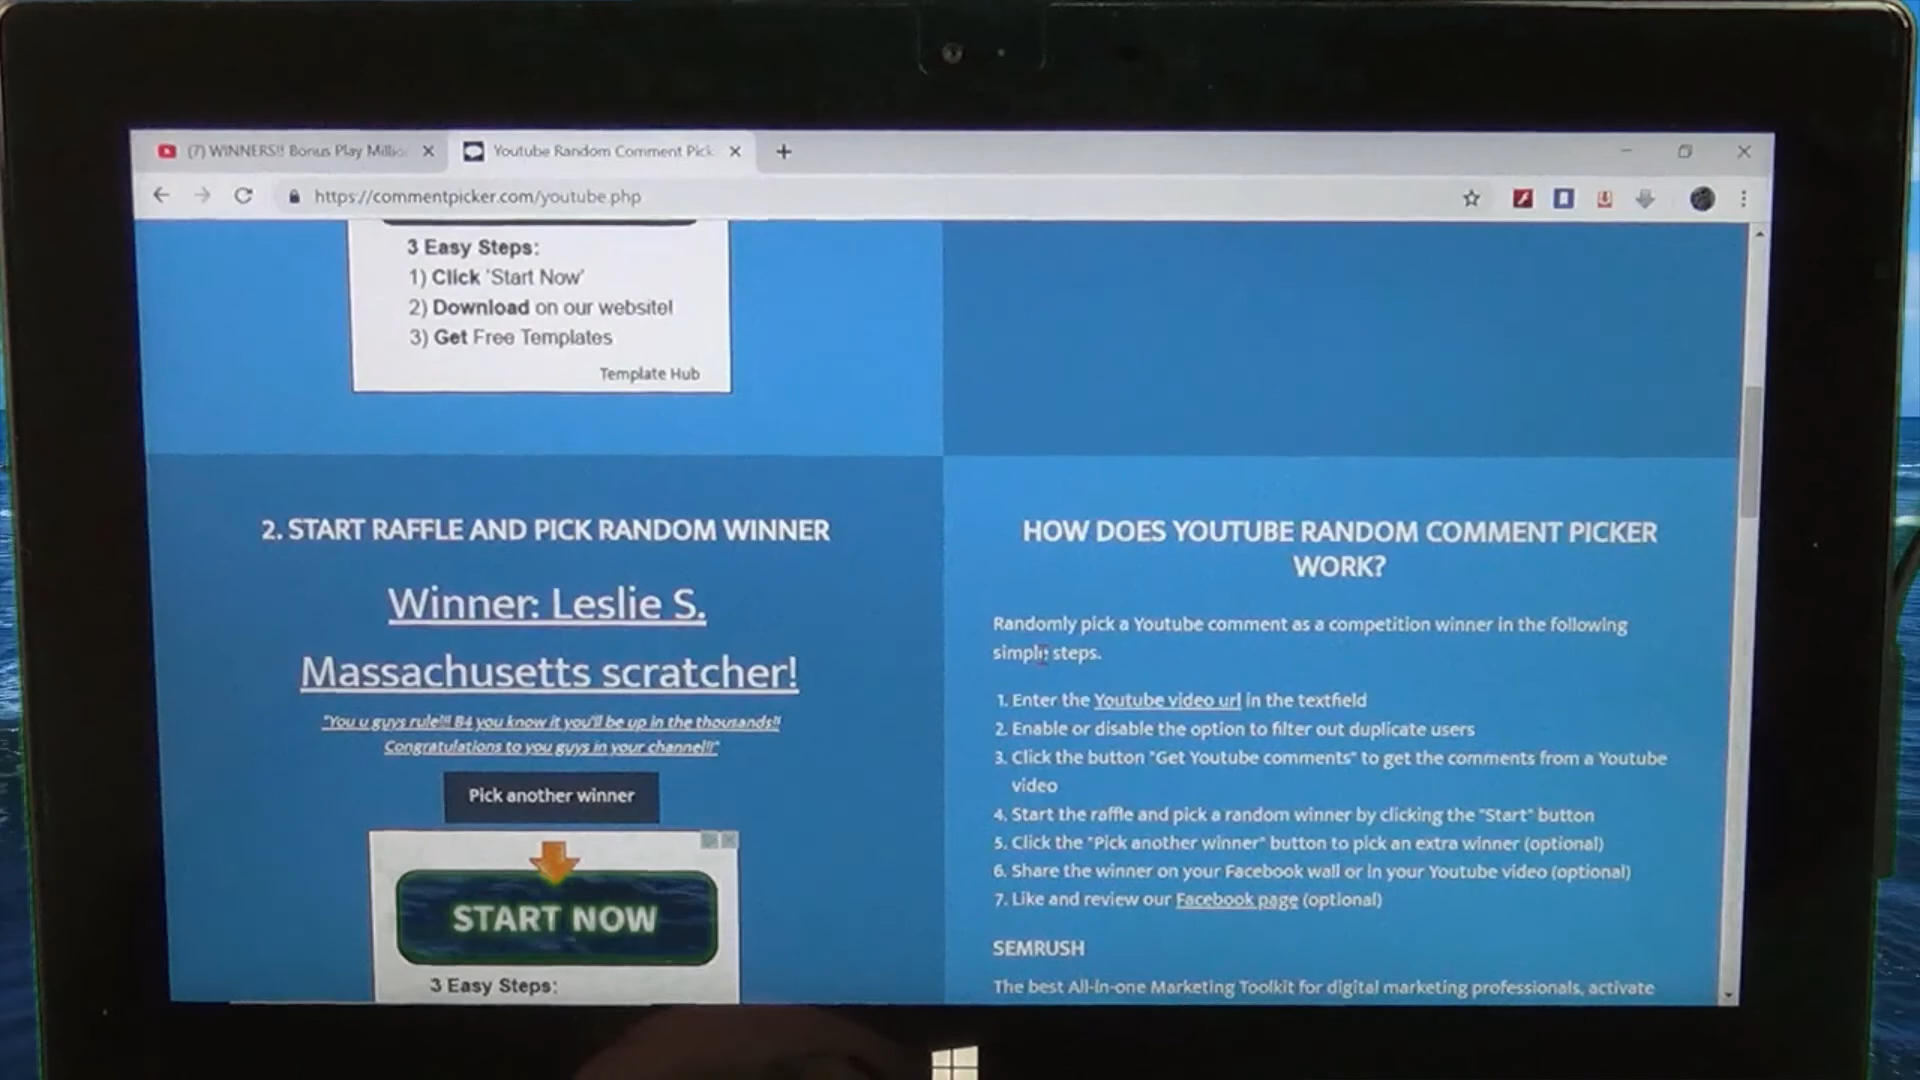 (7) WINNERS!! Bonus Play Millio
Youtube Random Comment Pick
https://commentpicker.com/youtube.php
3 Easy Steps:
1) Click 'Start Now'
2) Download on our website!
3) Get Free Templates
Template Hub
2. START RAFFLE AND PICK RANDOM WINNER
Winner: Leslie S.
Massachusetts scratcher!
"You u guys rule!!! B4 you know it you'll be up in the thousands!!
Congratulations to you guys in your channel!!"
Pick another winner
START NOW
3 Easy Steps:
HOW DOES YOUTUBE RANDOM COMMENT PICKER
WORK?
Randomly pick a Youtube comment as a competition winner in the following
simple steps.
1. Enter the Youtube video url in the textfield
2. Enable or disable the option to filter out duplicate users
3. Click the button "Get Youtube comments" to get the comments from a Youtube
video
4. Start the raffle and pick a random winner by clicking the "Start" button
5. Click the "Pick another winner" button to pick an extra winner (optional)
6. Share the winner on your Facebook wall or in your Youtube video (optional)
7. Like and review our Facebook page (optional)
SEMRUSH
The best All-in-one Marketing Toolkit for digital marketing professionals, activate